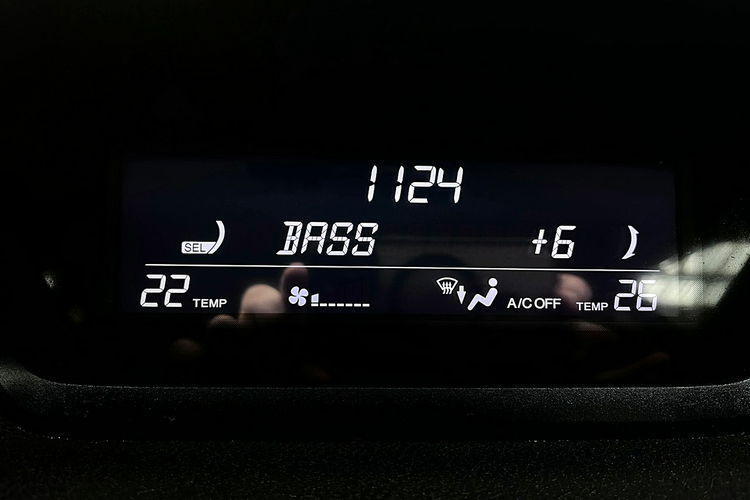 1124
SEL BASS +6
22 TEMP A/C OFF TEMP 26